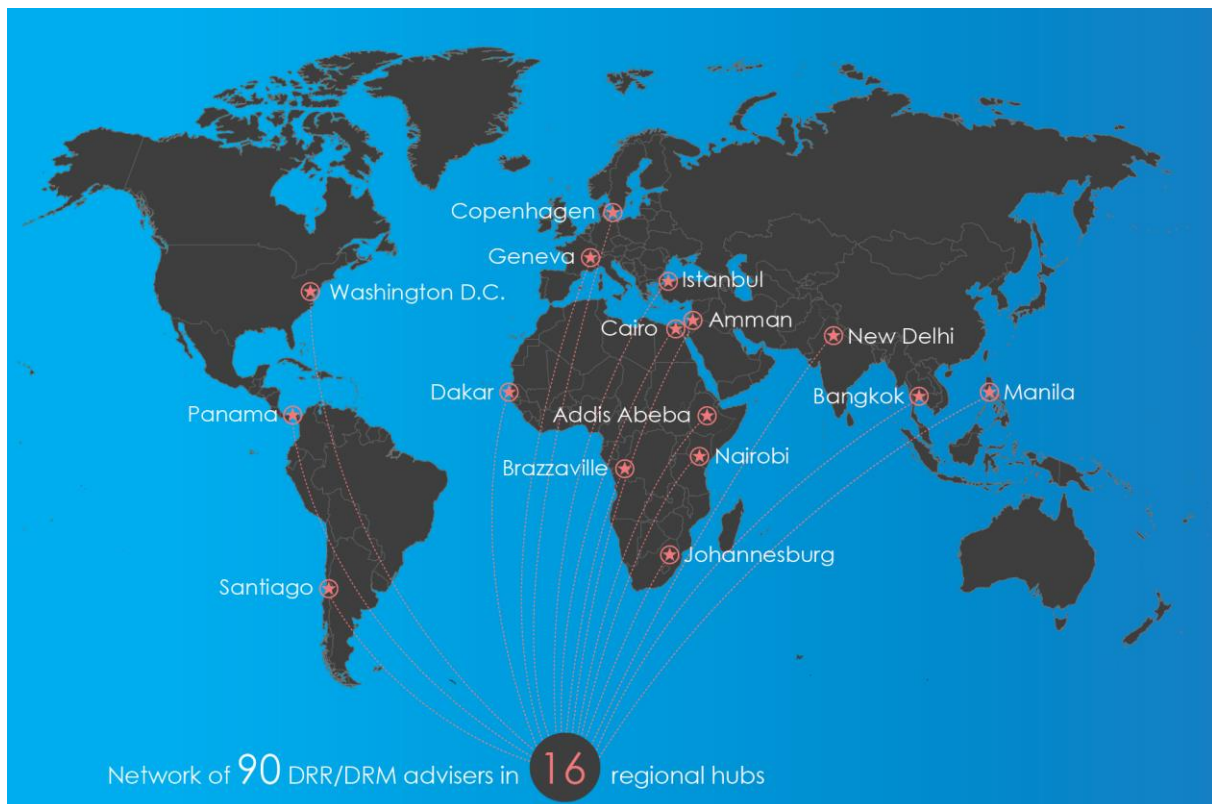 Copenhagen
Geneva
Istanbul
Washington D.C.
Cairo
Amman
New Delhi
Dakar
Bangkok
Manila
Panama
Addis Abeba
Nairobi
Brazzaville
Johannesburg
Santiago
Network of 90 DRR/DRM advisers in 16 regional hubs